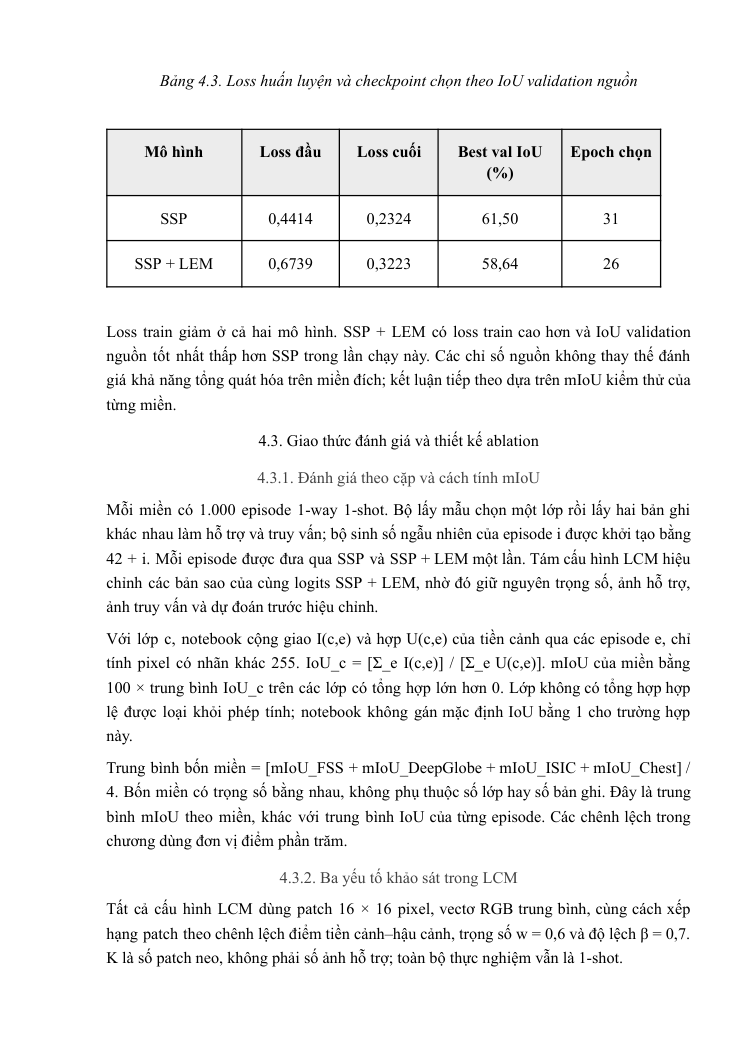 Bảng 4.3. Loss huấn luyện và checkpoint chọn theo IoU validation nguồn
Mô hình Loss đầu Loss cuối Best val IoU (%) Epoch chọn
SSP 0,4414 0,2324 61,50 31
SSP + LEM 0,6739 0,3223 58,64 26
Loss train giảm ở cả hai mô hình. SSP + LEM có loss train cao hơn và IoU validation
nguồn tốt nhất thấp hơn SSP trong lần chạy này. Các chỉ số nguồn không thay thế đánh
giá khả năng tổng quát hóa trên miền đích; kết luận tiếp theo dựa trên mIoU kiểm thử của
từng miền.
4.3. Giao thức đánh giá và thiết kế ablation
4.3.1. Đánh giá theo cặp và cách tính mIoU
Mỗi miền có 1.000 episode 1-way 1-shot. Bộ lấy mẫu chọn một lớp rồi lấy hai bản ghi
khác nhau làm hỗ trợ và truy vấn; bộ sinh số ngẫu nhiên của episode i được khởi tạo bằng
42 + i. Mỗi episode được đưa qua SSP và SSP + LEM một lần. Tám cấu hình LCM hiệu
chỉnh các bản sao của cùng logits SSP + LEM, nhờ đó giữ nguyên trọng số, ảnh hỗ trợ,
ảnh truy vấn và dự đoán trước hiệu chỉnh.
Với lớp c, notebook cộng giao I(c,e) và hợp U(c,e) của tiền cảnh qua các episode e, chỉ
tính pixel có nhãn khác 255. IoU_c = [Σ_e I(c,e)] / [Σ_e U(c,e)]. mIoU của miền bằng
100 × trung bình IoU_c trên các lớp có tổng hợp lớn hơn 0. Lớp không có tổng hợp hợp
lệ được loại khỏi phép tính; notebook không gán mặc định IoU bằng 1 cho trường hợp
này.
Trung bình bốn miền = [mIoU_FSS + mIoU_DeepGlobe + mIoU_ISIC + mIoU_Chest] /
4. Bốn miền có trọng số bằng nhau, không phụ thuộc số lớp hay số bản ghi. Đây là trung
bình mIoU theo miền, khác với trung bình IoU của từng episode. Các chênh lệch trong
chương dùng đơn vị điểm phần trăm.
4.3.2. Ba yếu tố khảo sát trong LCM
Tất cả cấu hình LCM dùng patch 16 × 16 pixel, vectơ RGB trung bình, cùng cách xếp
hạng patch theo chênh lệch điểm tiền cảnh–hậu cảnh, trọng số w = 0,6 và độ lệch β = 0,7.
K là số patch neo, không phải số ảnh hỗ trợ; toàn bộ thực nghiệm vẫn là 1-shot.